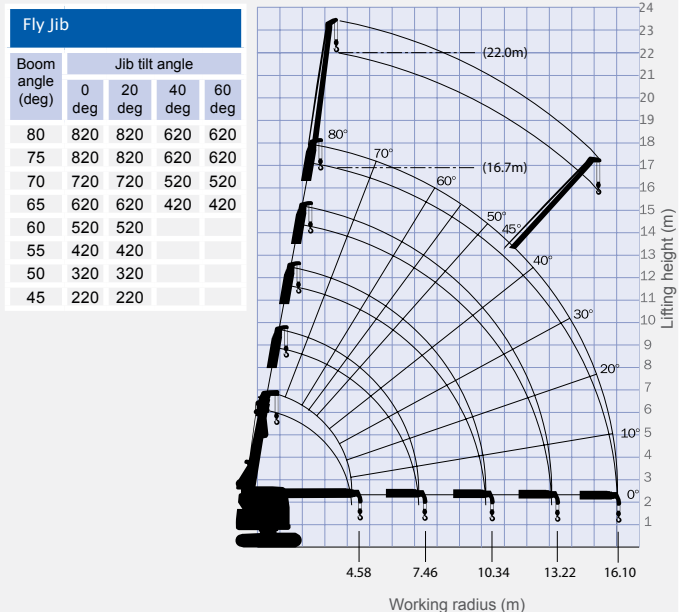 Fly Jib
Boom angle (deg) Jib tilt angle
0 deg 20 deg 40 deg 60 deg
80 820 820 620 620
75 820 820 620 620
70 720 720 520 520
65 620 620 420 420
60 520 520
55 420 420
50 320 320
45 220 220
24
23
22
21
20
19
18
17
16
15
14
13
12
11
10
9
8
7
6
5
4
3
2
1
Lifting height (m)
(22.0m)
(16.7m)
80°
70°
60°
50°
45°
40°
30°
20°
10°
0°
4.58 7.46 10.34 13.22 16.10
Working radius (m)